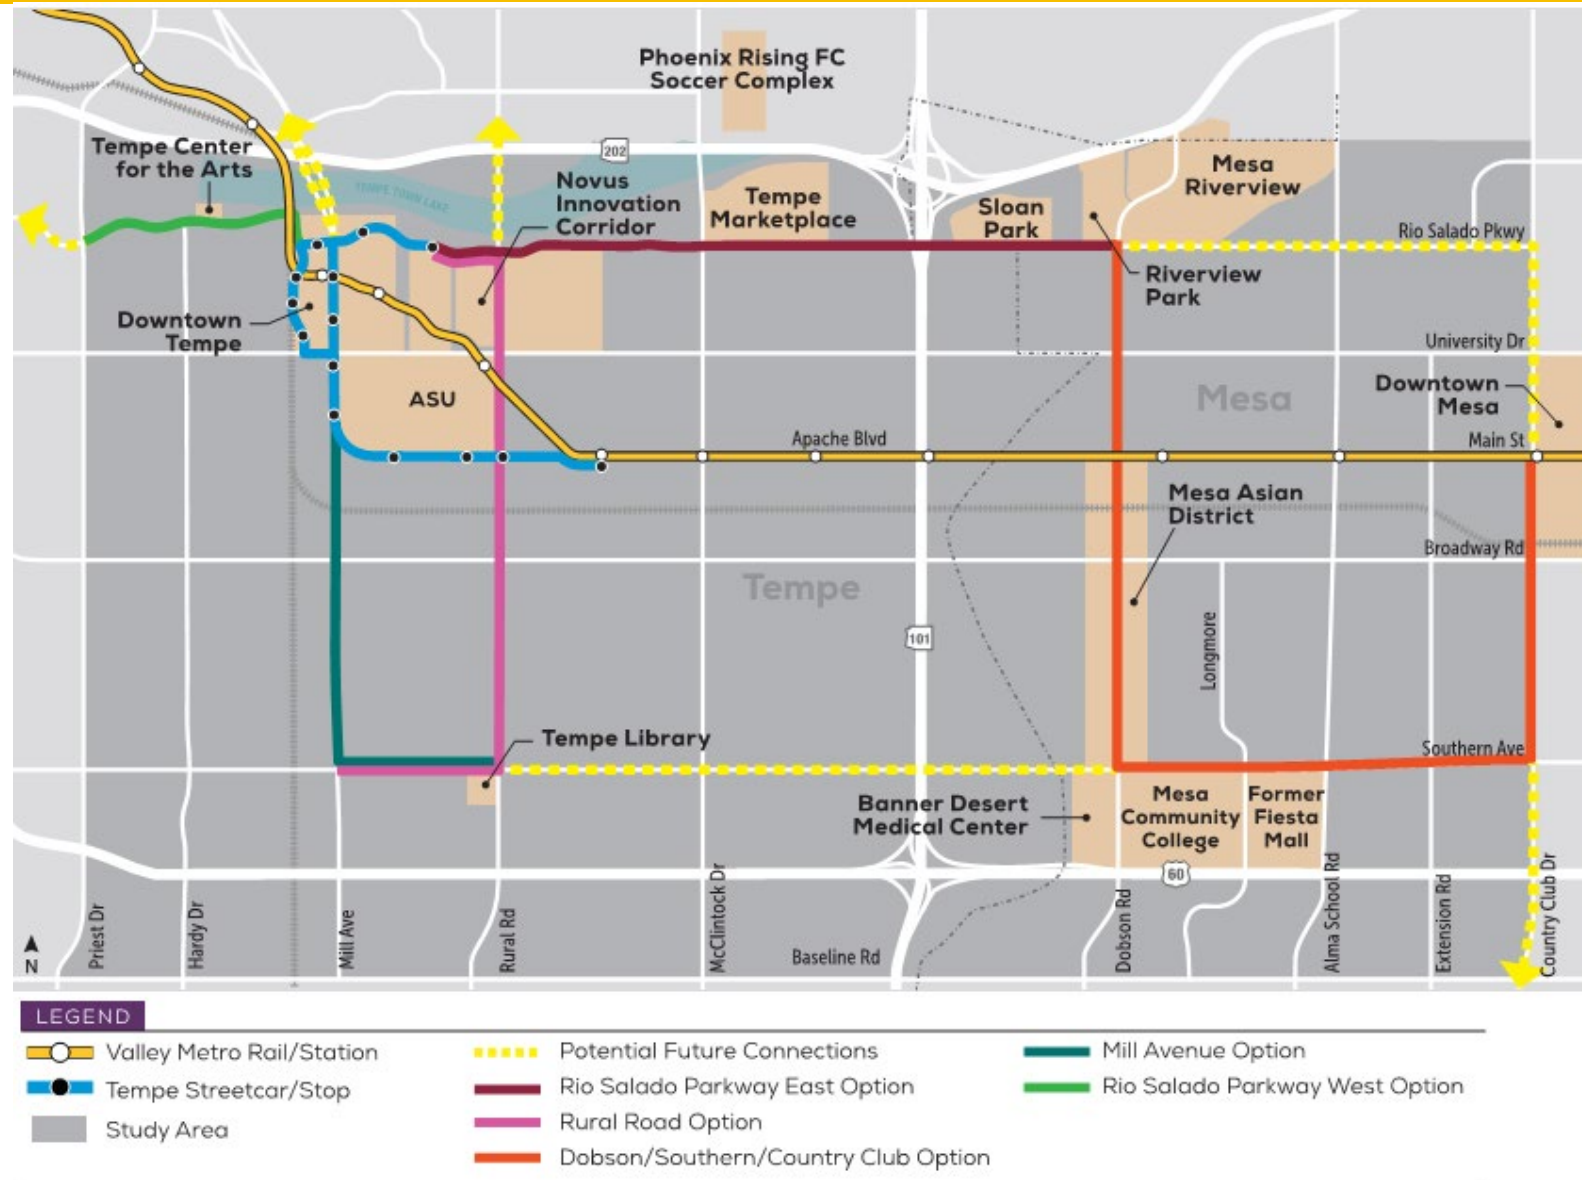 Phoenix Rising FC
Soccer Complex
Tempe Center
for the Arts
202
TEMPE TOWN LAKE
Novus
Innovation
Corridor
Tempe
Marketplace
Sloan
Park
Mesa
Riverview
Rio Salado Pkwy
Riverview
Park
Downtown
Tempe
University Dr
ASU
Mesa
Downtown
Mesa
Apache Blvd
Main St
Mesa Asian
District
Broadway Rd
Tempe
101
Longmore
Tempe Library
Southern Ave
Banner Desert
Medical Center
Mesa
Community
College
Former
Fiesta
Mall
60
Priest Dr
Hardy Dr
Mill Ave
Rural Rd
McClintock Dr
Baseline Rd
Dobson Rd
Alma School Rd
Extension Rd
Country Club Dr
N
LEGEND
Valley Metro Rail/Station
Tempe Streetcar/Stop
Study Area
Potential Future Connections
Rio Salado Parkway East Option
Rural Road Option
Dobson/Southern/Country Club Option
Mill Avenue Option
Rio Salado Parkway West Option